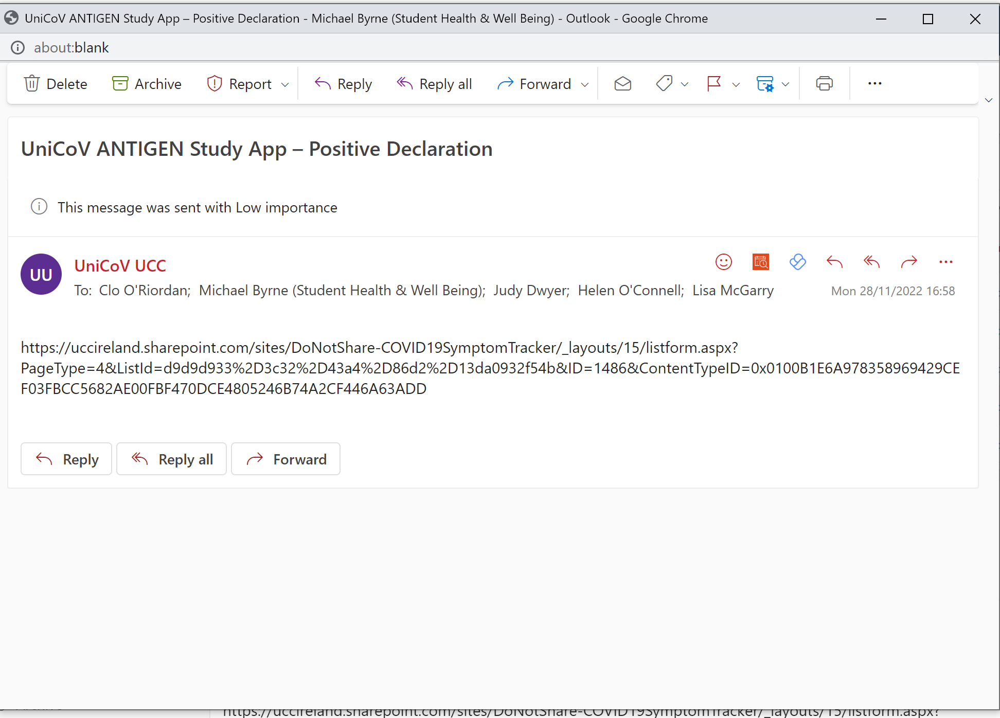 UniCoV ANTIGEN Study App – Positive Declaration - Michael Byrne (Student Health & Well Being) - Outlook - Google Chrome
about:blank
Delete Archive Report Reply Reply all Forward
UniCoV ANTIGEN Study App – Positive Declaration
This message was sent with Low importance
UU
UniCoV UCC
To: Clo O'Riordan; Michael Byrne (Student Health & Well Being); Judy Dwyer; Helen O'Connell; Lisa McGarry
Mon 28/11/2022 16:58
https://uccireland.sharepoint.com/sites/DoNotShare-COVID19SymptomTracker/_layouts/15/listform.aspx?
PageType=4&ListId=d9d9d933%2D3c32%2D43a4%2D86d2%2D13da0932f54b&ID=1486&ContentTypeID=0x0100B1E6A978358969429CE
F03FBCC5682AE00FBF470DCE4805246B74A2CF446A63ADD
Reply Reply all Forward
https://uccireland.sharepoint.com/sites/DoNotShare-COVID19SymptomTracker/_layouts/15/listform.aspx?